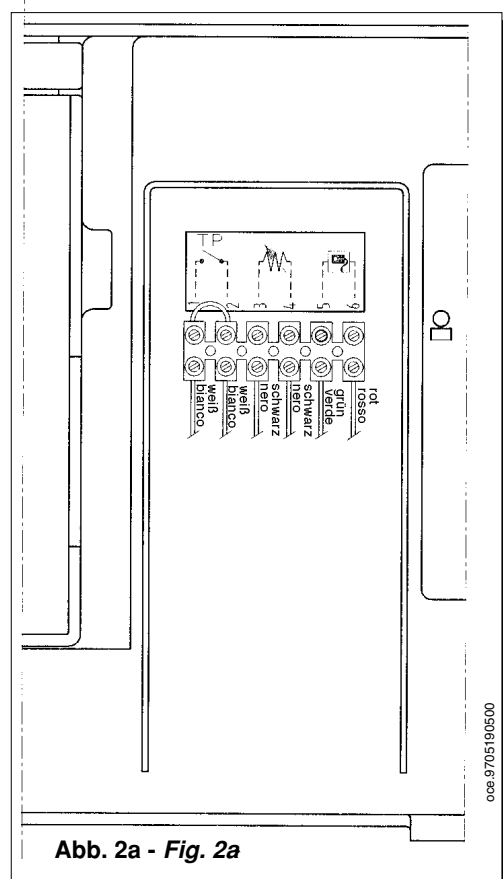 TP
1 2 3 4 5 6
weiß
bianco
weiß
bianco
schwarz
nero
schwarz
nero
grün
verde
rot
rosso
oce.9705190500
Abb. 2a - Fig. 2a